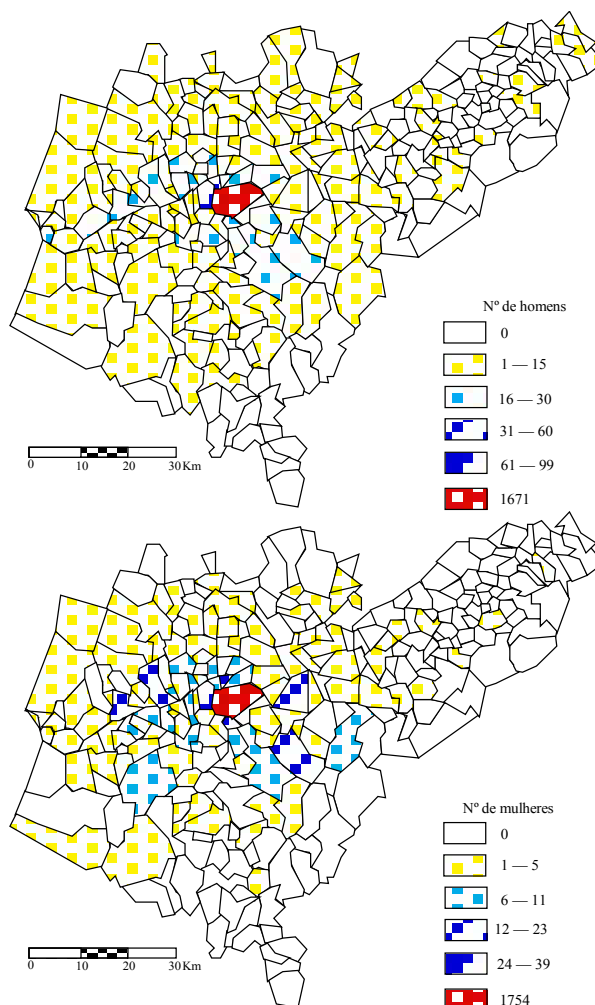 Nº de homens
0
1 — 15
16 — 30
31 — 60
61 — 99
1671
0 10 20 30 Km
Nº de mulheres
0
1 — 5
6 — 11
12 — 23
24 — 39
1754
0 10 20 30 Km